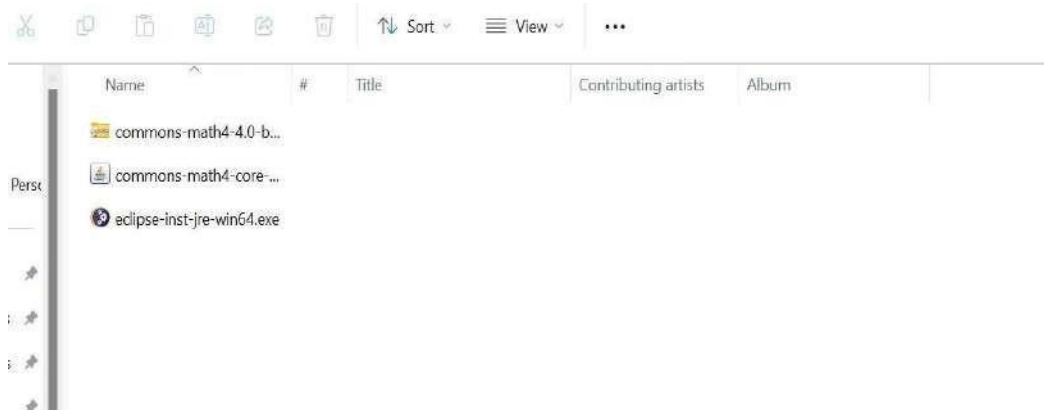 Sort View ...
Name # Title Contributing artists Album
commons-math4-4.0-b...
commons-math4-core-...
Persc
eclipse-inst-jre-win64.exe
s
s